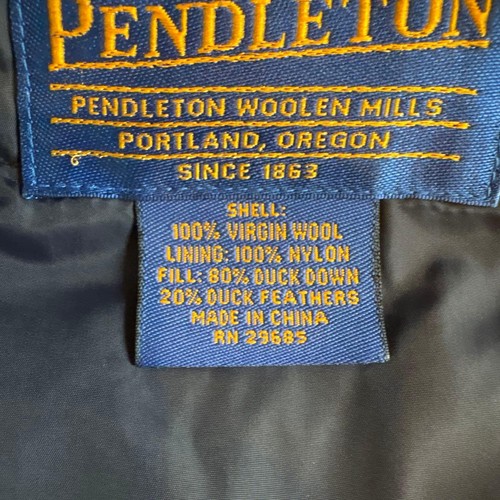 PENDLETON
PENDLETON WOOLEN MILLS
PORTLAND, OREGON
SINCE 1863
SHELL:
100% VIRGIN WOOL
LINING: 100% NYLON
FILL: 80% DUCK DOWN
20% DUCK FEATHERS
MADE IN CHINA
RN 29685